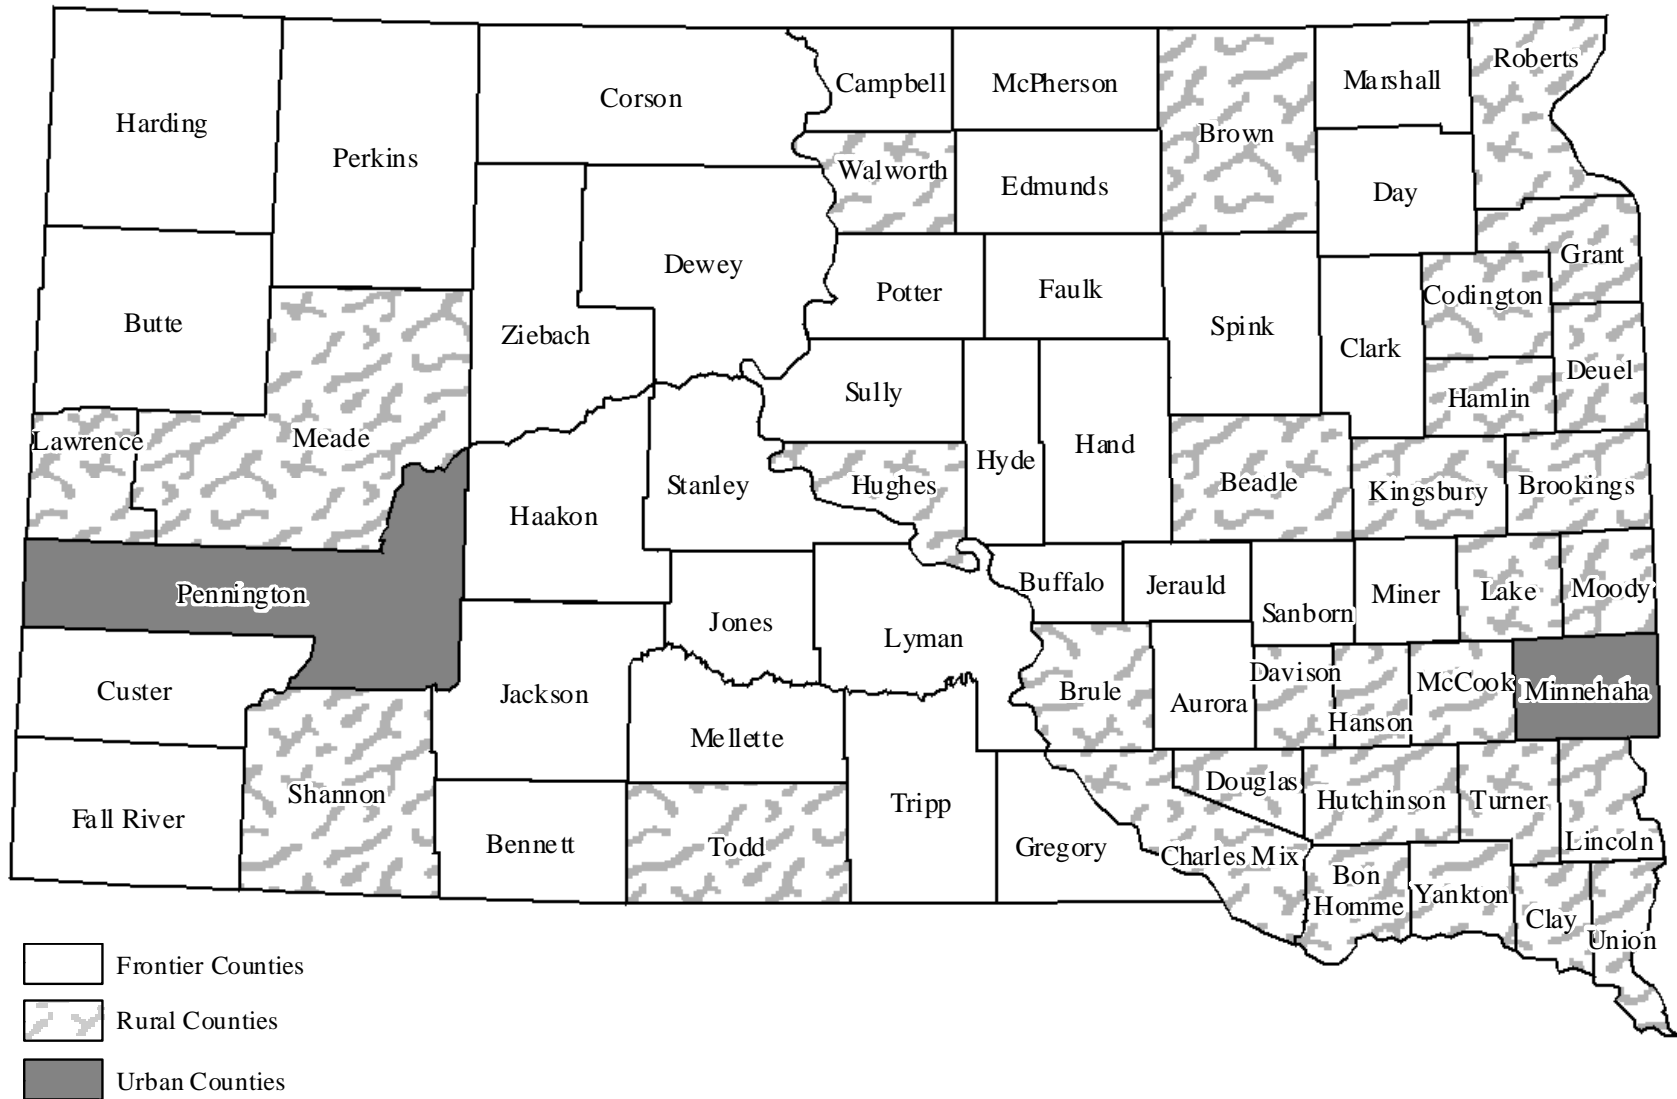 Harding
Perkins
Corson
Campbell
McPherson
Brown
Marshall
Roberts
Walworth
Edmunds
Day
Butte
Ziebach
Dewey
Potter
Faulk
Spink
Clark
Codington
Grant
Deuel
Hamlin
Lawrence
Meade
Haakon
Stanley
Sully
Hughes
Hyde
Hand
Beadle
Kingsbury
Brookings
Pennington
Jones
Lyman
Buffalo
Jerauld
Sanborn
Miner
Lake
Moody
Custer
Jackson
Mellette
Brule
Aurora
Davison
Hanson
McCook
Minnehaha
Fall River
Shannon
Bennett
Todd
Tripp
Gregory
Charles Mix
Douglas
Hutchinson
Turner
Lincoln
Bon
Homme
Yankton
Clay
Union
Frontier Counties
Rural Counties
Urban Counties